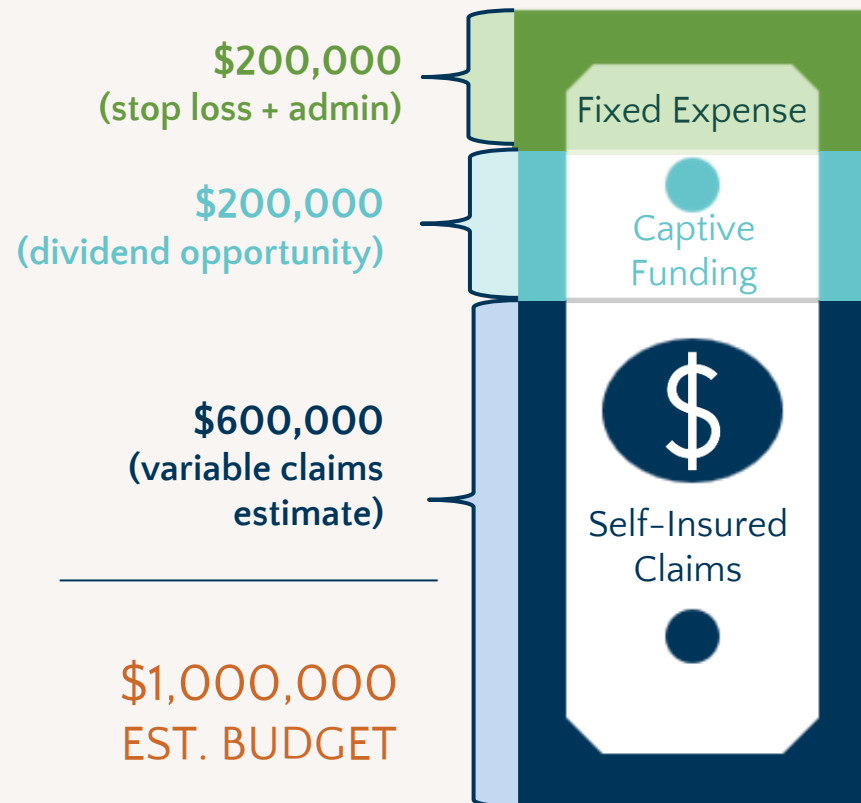 $200,000
(stop loss + admin)
Fixed Expense
$200,000
(dividend opportunity)
Captive
Funding
$600,000
(variable claims
estimate)
$
Self-Insured
Claims
$1,000,000
EST. BUDGET